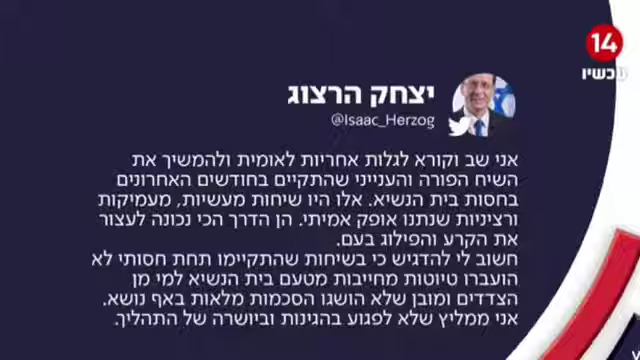 14
עכשיו
יצחק הרצוג
@Isaac_Herzog
אני שב וקורא לגלות אחריות לאומית ולהמשיך את
השיח הפורה והענייני שהתקיים בחודשים האחרונים
בחסות בית הנשיא. אלו היו שיחות מעשיות, מעמיקות
ורציניות שנתנו אופק אמיתי. הן הדרך הכי נכונה לעצור
את הקרע והפילוג בעם.
חשוב לי להדגיש כי בשיחות שהתקיימו תחת חסותי לא
הועברו טיוטות מחייבות מטעם בית הנשיא למי מן
הצדדים ומובן שלא הושגו הסכמות מלאות באף נושא.
אני ממליץ שלא לפגוע בהגינות וביושרה של התהליך.